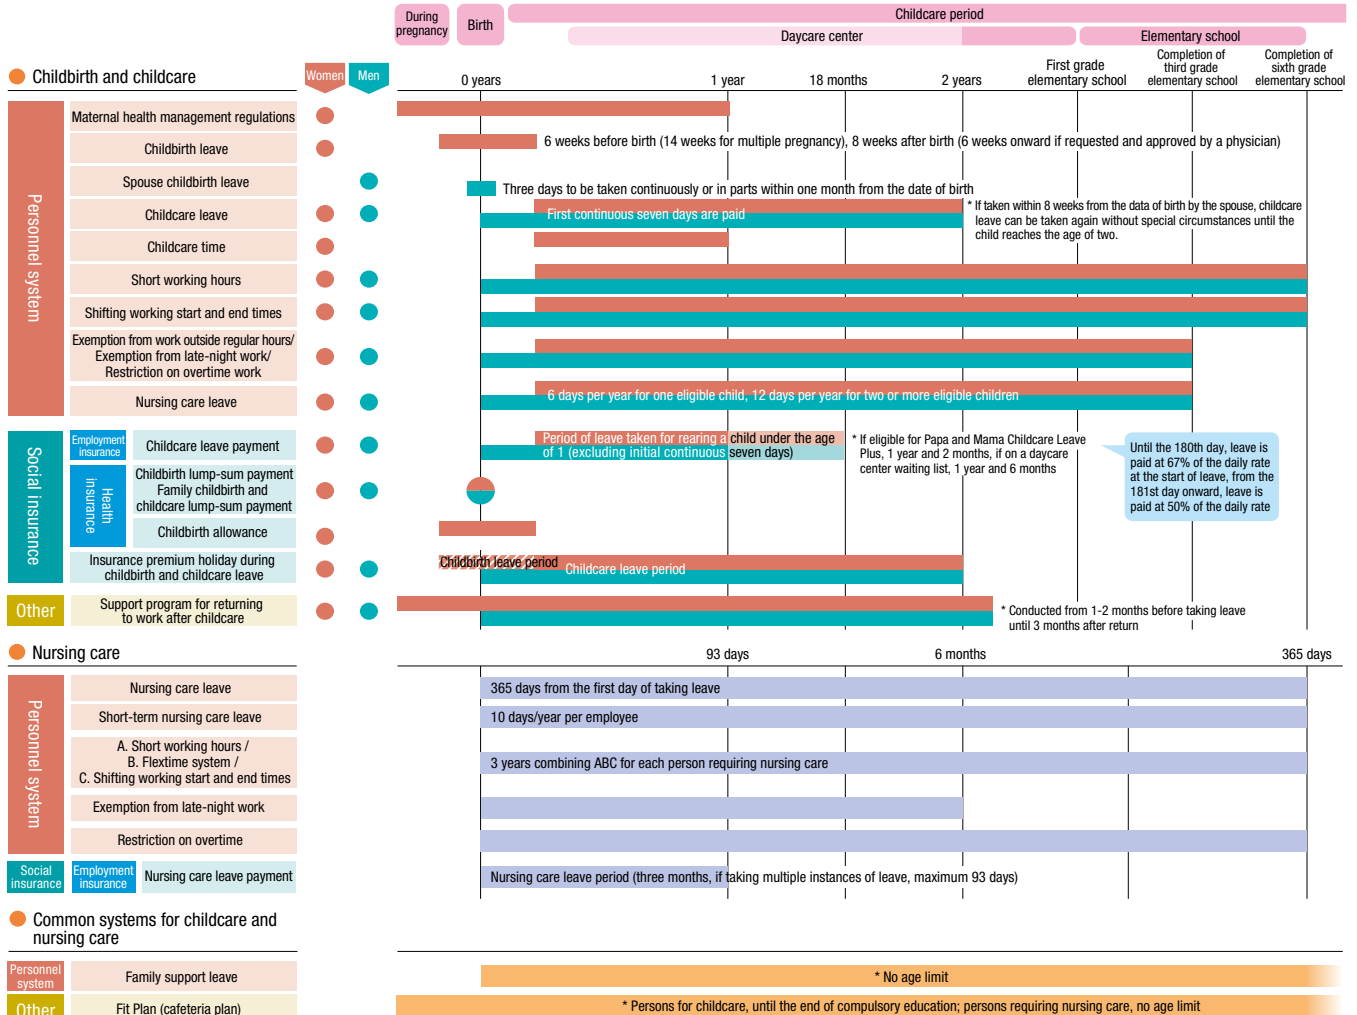 During
pregnancy
Birth
Childcare period
Daycare center
Elementary school
Childbirth and childcare
Women
Men
0 years
1 year
18 months
2 years
First grade
elementary school
Completion of
third grade
elementary school
Completion of
sixth grade
elementary school
Personnel system
Maternal health management regulations
Childbirth leave
6 weeks before birth (14 weeks for multiple pregnancy), 8 weeks after birth (6 weeks onward if requested and approved by a physician)
Spouse childbirth leave
Three days to be taken continuously or in parts within one month from the date of birth
Childcare leave
First continuous seven days are paid
* If taken within 8 weeks from the data of birth by the spouse, childcare
leave can be taken again without special circumstances until the
child reaches the age of two.
Childcare time
Short working hours
Shifting working start and end times
Exemption from work outside regular hours/
Exemption from late-night work/
Restriction on overtime work
Nursing care leave
6 days per year for one eligible child, 12 days per year for two or more eligible children
Social insurance
Employment
insurance
Childcare leave payment
Period of leave taken for rearing a child under the age
of 1 (excluding initial continuous seven days)
* If eligible for Papa and Mama Childcare Leave
Plus, 1 year and 2 months, if on a daycare
center waiting list, 1 year and 6 months
Until the 180th day, leave is
paid at 67% of the daily rate
at the start of leave, from the
181st day onward, leave is
paid at 50% of the daily rate
Health
insurance
Childbirth lump-sum payment
Family childbirth and
childcare lump-sum payment
Childbirth allowance
Insurance premium holiday during
childbirth and childcare leave
Childbirth leave period
Childcare leave period
Other
Support program for returning
to work after childcare
* Conducted from 1-2 months before taking leave
until 3 months after return
Nursing care
93 days
6 months
365 days
Personnel system
Nursing care leave
365 days from the first day of taking leave
Short-term nursing care leave
10 days/year per employee
A. Short working hours /
B. Flextime system /
C. Shifting working start and end times
3 years combining ABC for each person requiring nursing care
Exemption from late-night work
Restriction on overtime
Social
insurance
Employment
insurance
Nursing care leave payment
Nursing care leave period (three months, if taking multiple instances of leave, maximum 93 days)
Common systems for childcare and
nursing care
Personnel
system
Family support leave
* No age limit
Other
Fit Plan (cafeteria plan)
* Persons for childcare, until the end of compulsory education; persons requiring nursing care, no age limit